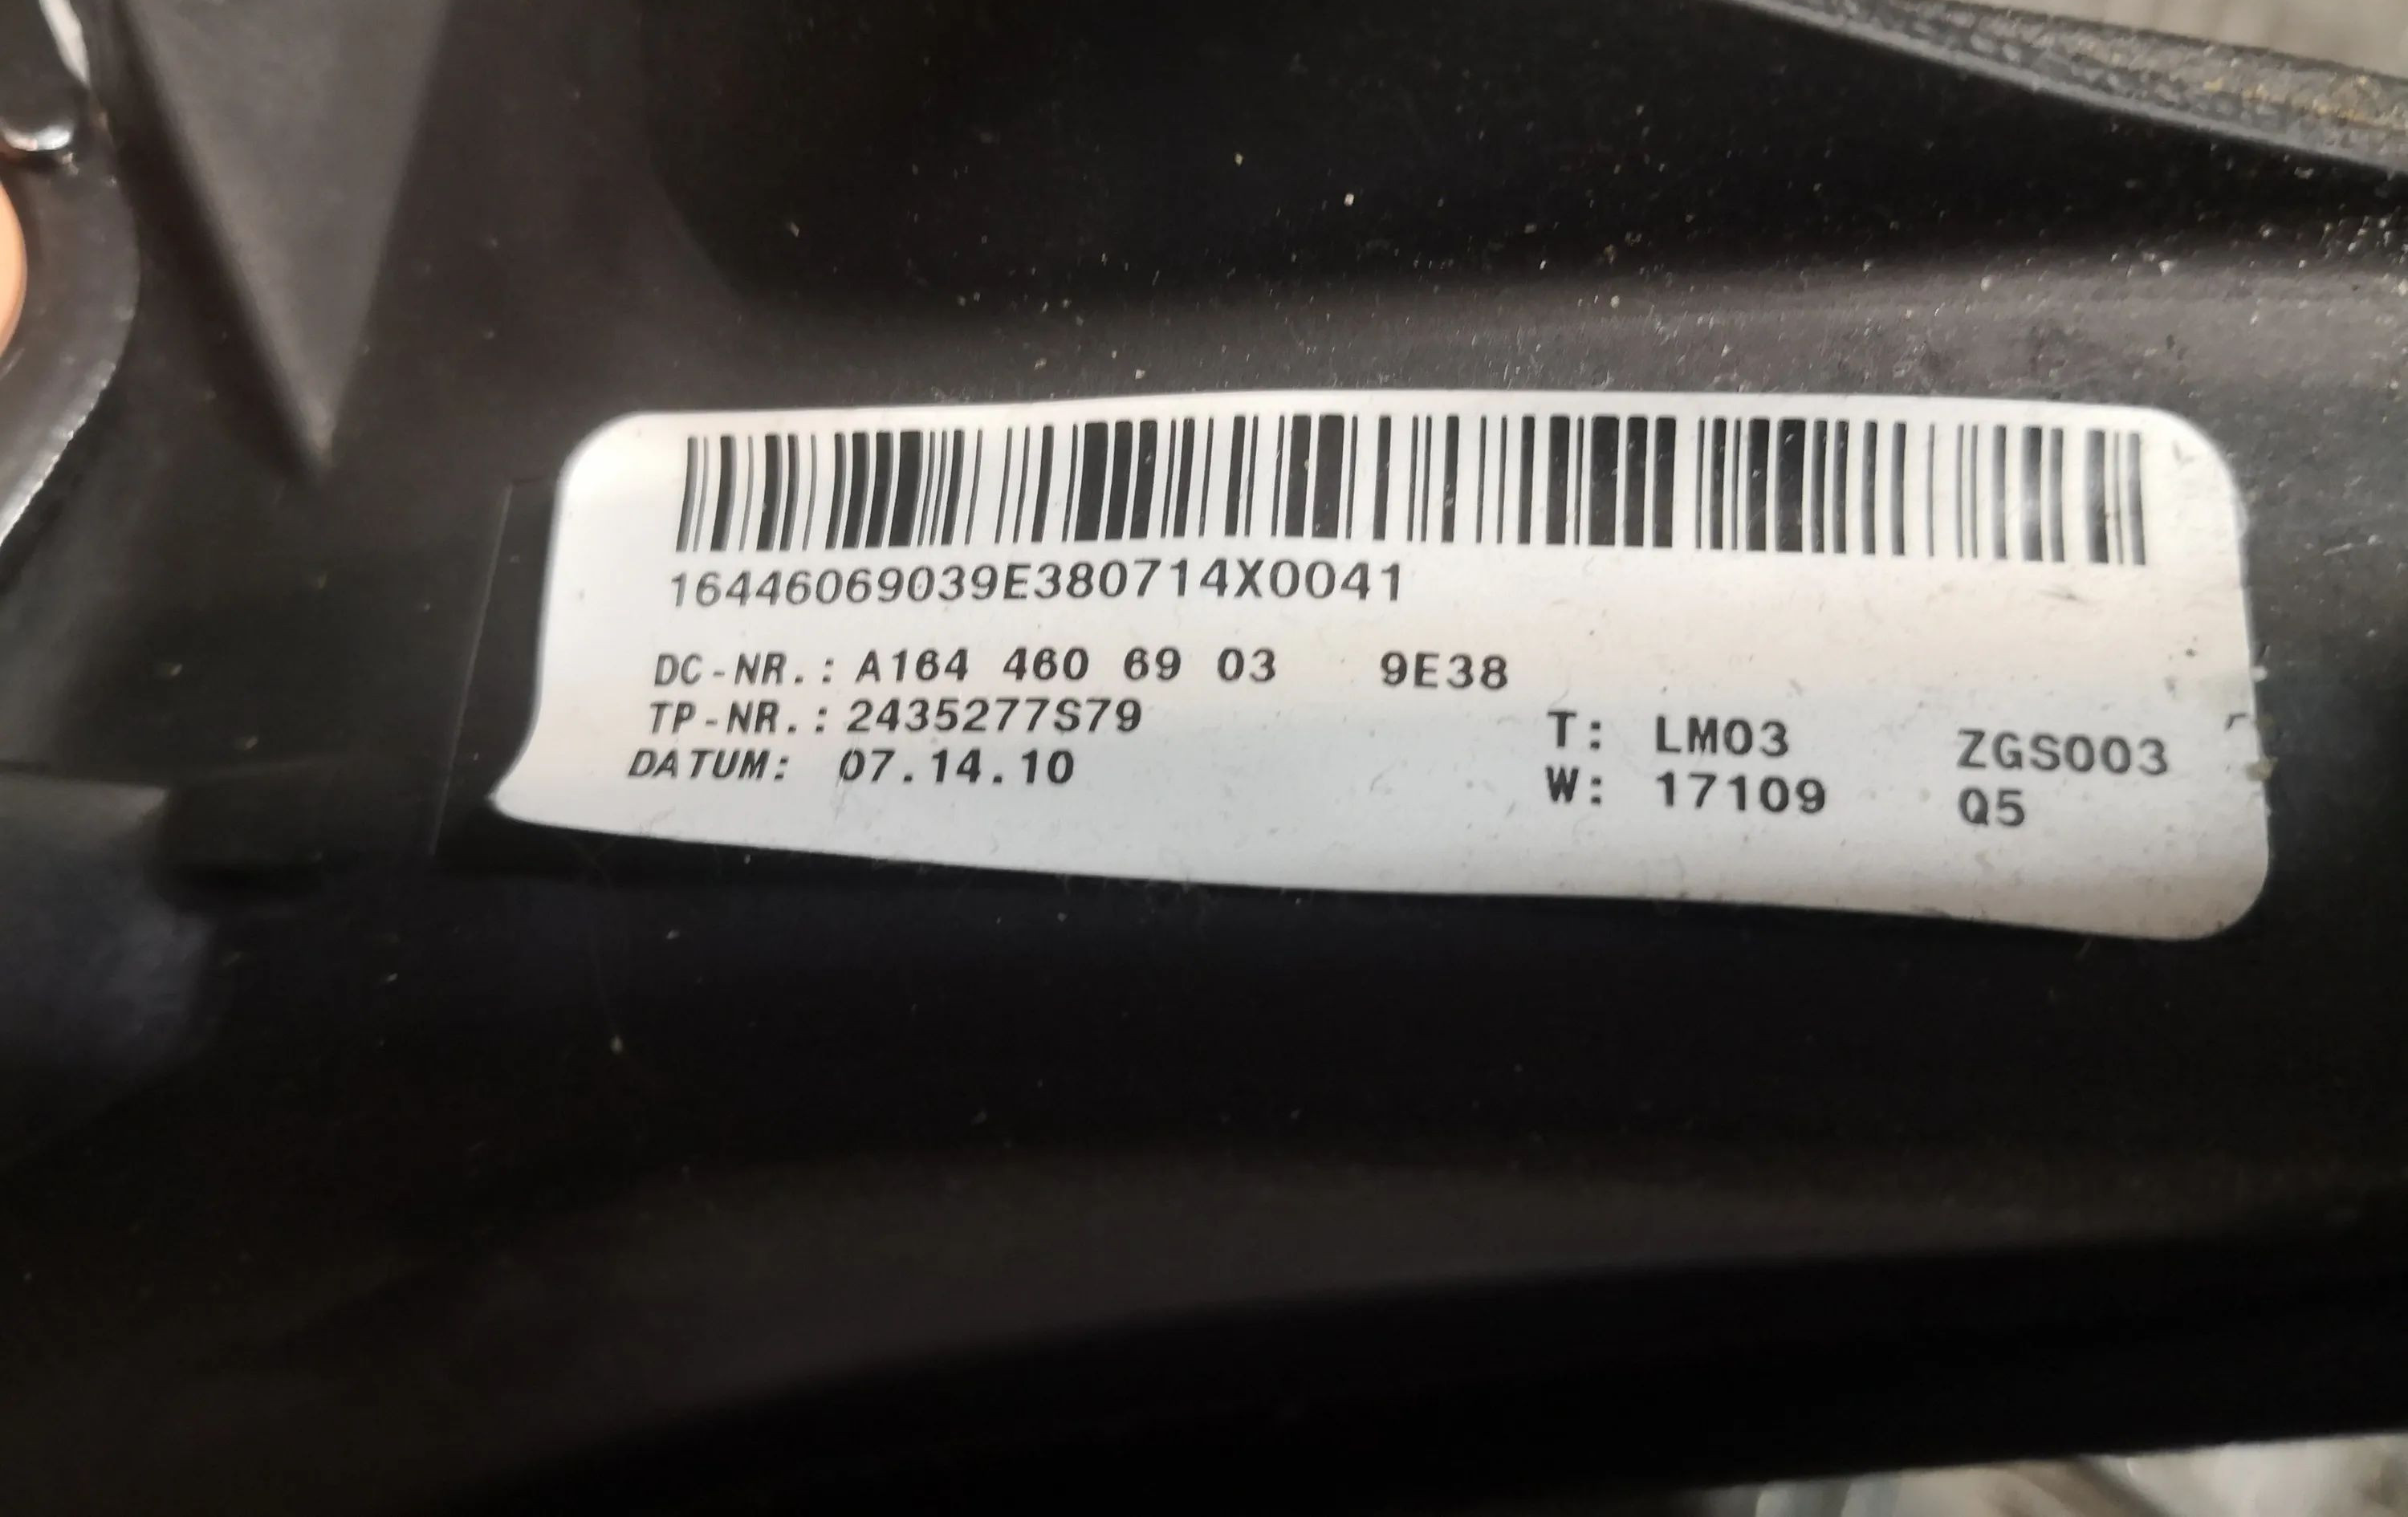 16446069039E380714X0041
DC-NR.: A164 460 69 03 9E38
TP-NR.: 2435277S79
T: LM03 ZGS003
DATUM: 07.14.10
W: 17109 Q5